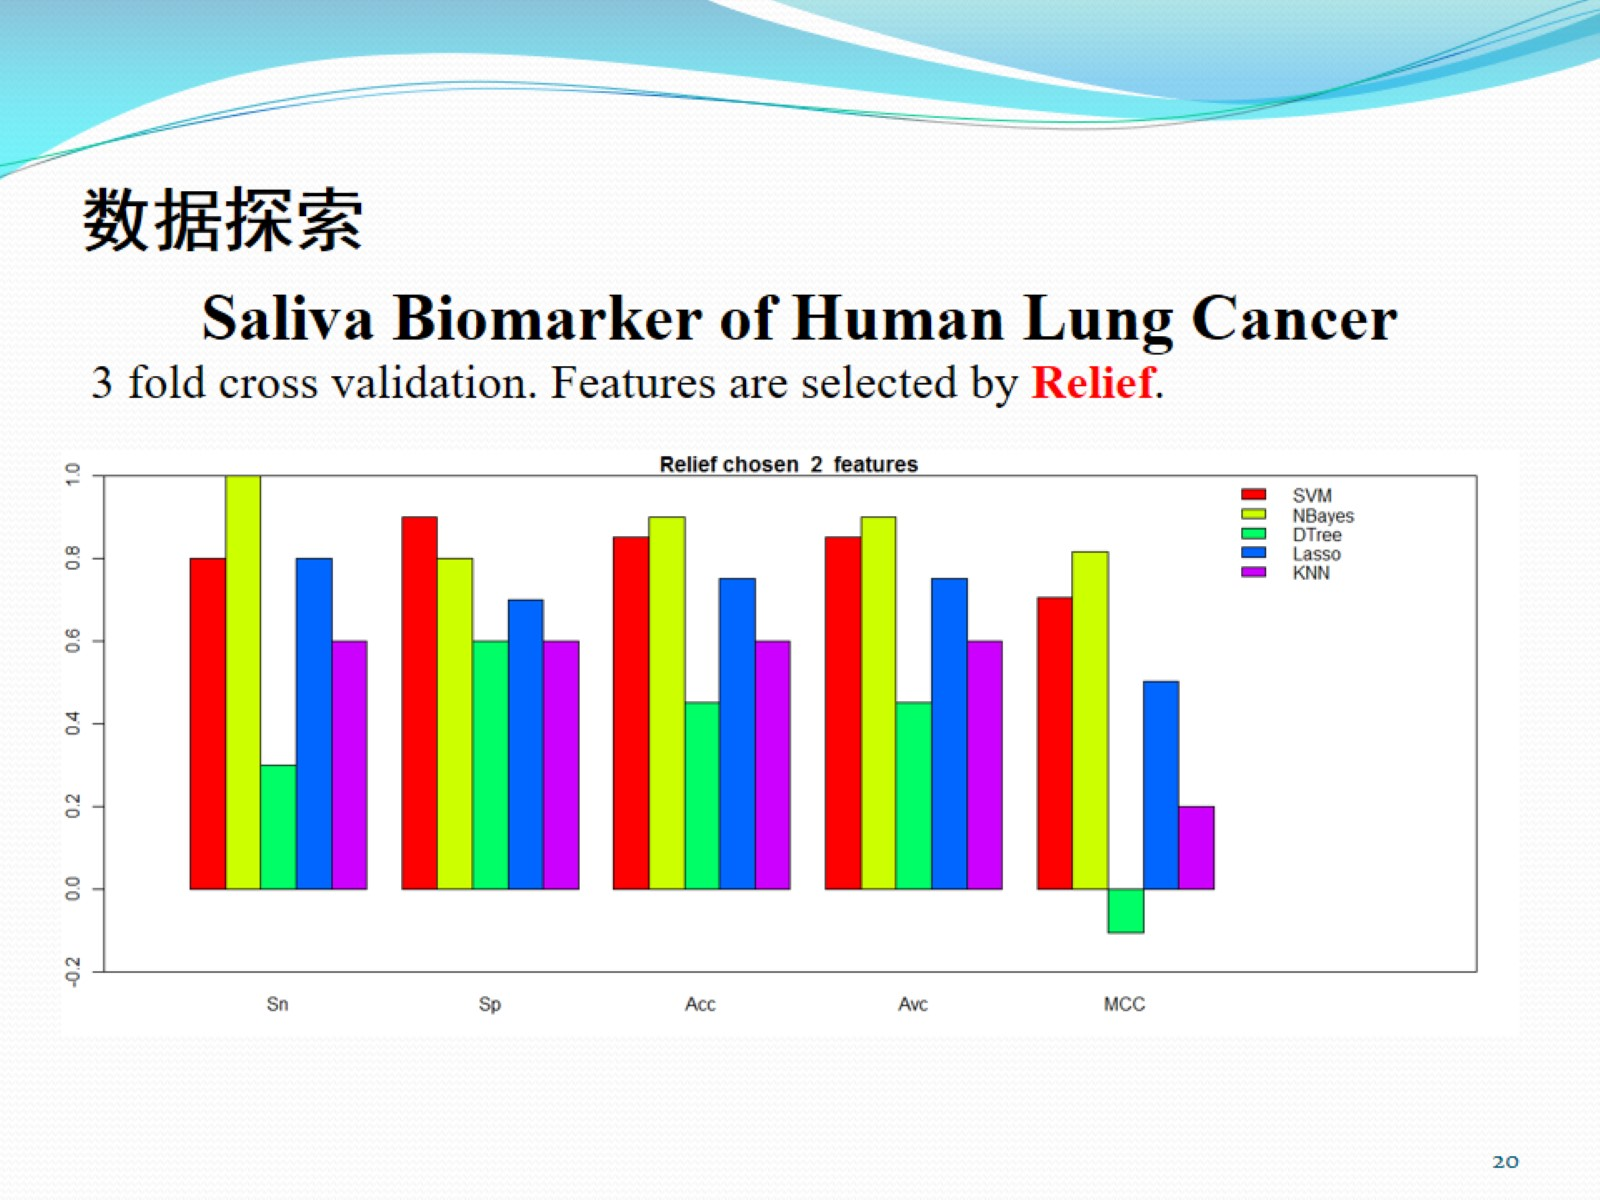 数据探索
Saliva Biomarker of Human Lung Cancer
3 fold cross validation. Features are selected by Relief.
Relief chosen 2 features
1.0
0.8
0.6
0.4
0.2
0.0
-0.2
SVM
NBayes
DTree
Lasso
KNN
Sn Sp Acc Avc MCC
20